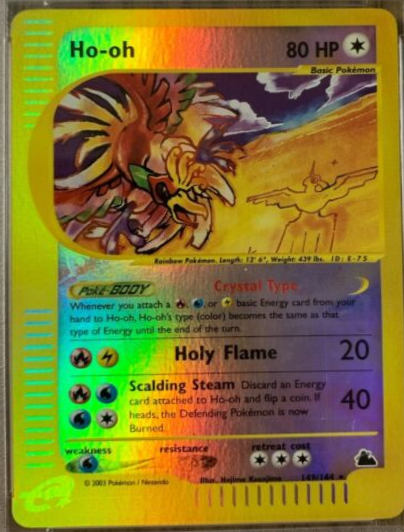 Ho-oh 80 HP
Basic Pokémon
Rainbow Pokémon. Length: 12' 6", Weight: 439 lbs. ID: E-75
Poké-BODY Crystal Type
Whenever you attach a , , or basic Energy card from your
hand to Ho-oh, Ho-oh's type (color) becomes the same as that
type of Energy until the end of the turn.
Holy Flame 20
Scalding Steam Discard an Energy
card attached to Ho-oh and flip a coin. If
heads, the Defending Pokémon is now
Burned.
40
weakness resistance retreat cost
© 2003 Pokémon / Nintendo Illus. Hajime Kusajima 149/144